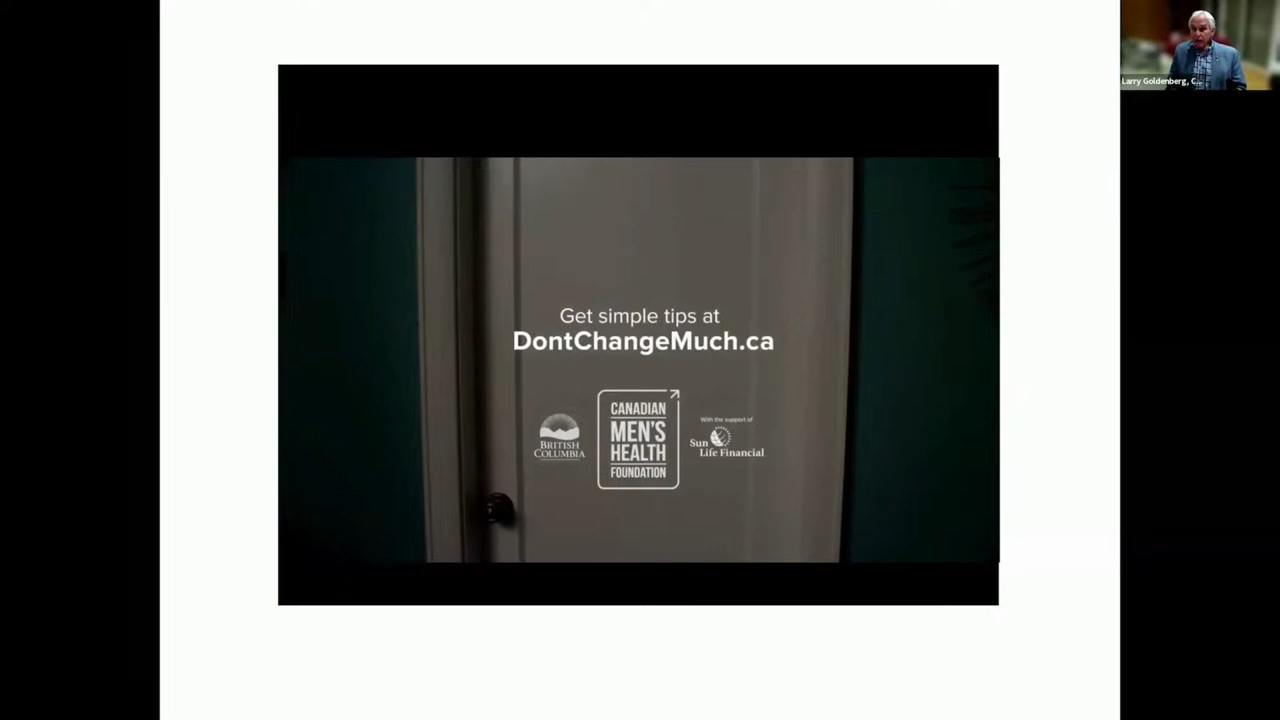 Larry Goldenberg, C...
Get simple tips at
DontChangeMuch.ca
BRITISH
COLUMBIA
CANADIAN
MEN'S
HEALTH
FOUNDATION
With the support of
Sun
Life Financial